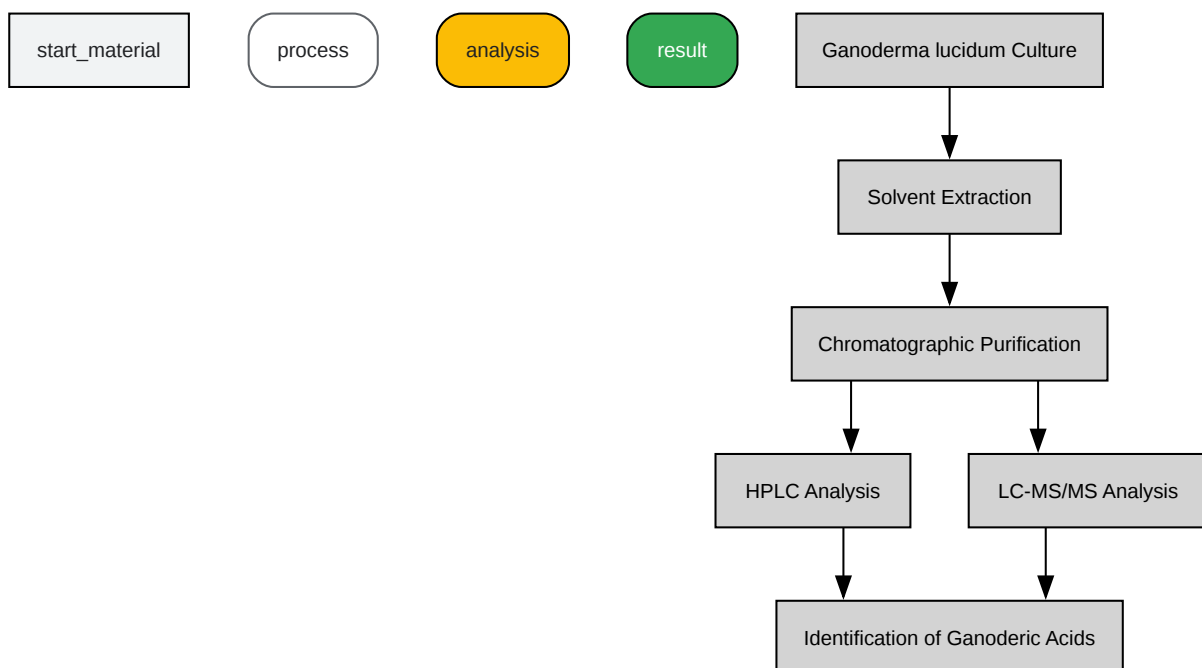 start_material
process
analysis
result
Ganoderma lucidum Culture
Solvent Extraction
Chromatographic Purification
HPLC Analysis
LC-MS/MS Analysis
Identification of Ganoderic Acids